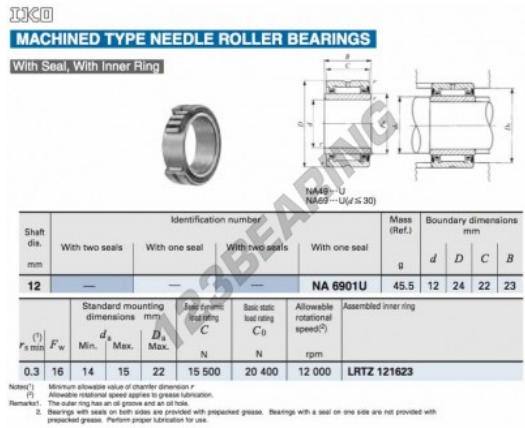 IKO
MACHINED TYPE NEEDLE ROLLER BEARINGS
With Seal, With Inner Ring
B
C
r
r
D
d
Fw
da
Da
NA49···U
NA69···U(d≦30)
Shaft dia. mm
Identification number
With two seals
With one seal
With two seals
With one seal
Mass (Ref.) g
Boundary dimensions mm
d D C B
12 — — — NA 6901U 45.5 12 24 22 23
(1) rs min
Fw
Standard mounting dimensions mm
da
Min. Max.
Da
Max.
Basic dynamic load rating C N
Basic static load rating C0 N
Allowable rotational speed(2) rpm
Assembled inner ring
0.3 16 14 15 22 15 500 20 400 12 000 LRTZ 121623
Notes(1) Minimum allowable value of chamfer dimension r
(2) Allowable rotational speed applies to grease lubrication.
Remarks1. The outer ring has an oil groove and an oil hole.
2. Bearings with seals on both sides are provided with prepacked grease. Bearings with a seal on one side are not provided with
prepacked grease. Perform proper lubrication for use.
123BEARING